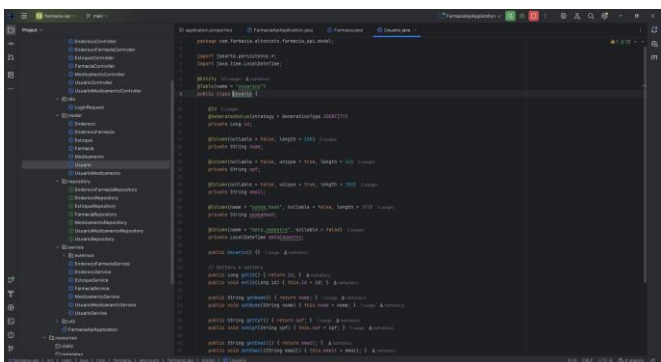 farmacia-api
main
FarmaciaApiApplication
Project
application.properties
FarmaciaApiApplication.java
Farmacia.java
Usuario.java
EnderecoController
EnderecoFarmaciaController
EstoqueController
FarmaciaController
MedicamentoController
UsuarioController
UsuarioMedicamentoController
dto
LoginRequest
model
Endereco
EnderecoFarmacia
Estoque
Farmacia
Medicamento
Usuario
UsuarioMedicamento
repository
EnderecoFarmaciaRepository
EnderecoRepository
EstoqueRepository
FarmaciaRepository
MedicamentoRepository
UsuarioMedicamentoRepository
UsuarioRepository
service
externos
EnderecoFarmaciaService
EnderecoService
EstoqueService
FarmaciaService
MedicamentoService
UsuarioMedicamentoService
UsuarioService
util
FarmaciaApiApplication
resources
static
templates
package com.farmacia.altocusto.farmacia_api.model;
import jakarta.persistence.*;
import java.time.LocalDateTime;
@Entity
@Table(name = "usuarios")
public class Usuario {
@Id
@GeneratedValue(strategy = GenerationType.IDENTITY)
private Long id;
@Column(nullable = false, length = 150)
private String nome;
@Column(nullable = false, unique = true, length =
private String cpf;
@Column(nullable = false, unique = true, length =
private String email;
@Column(name = "senha_hash", nullable = false, length = 255)
private String senhaHash;
@Column(name = "data_cadastro", nullable = false)
private LocalDateTime dataCadastro;
public Usuario() {}
// Getters e setters
public Long getId() { return id; }
public void setId(Long id) { this.id = id; }
public String getNome() { return nome; }
public void setNome(String nome) { this.nome = nome; }
public String getCpf() { return cpf; }
public void setCpf(String cpf) { this.cpf = cpf; }
public String getEmail() { return email; }
public void setEmail(String email) { this.email = email; }